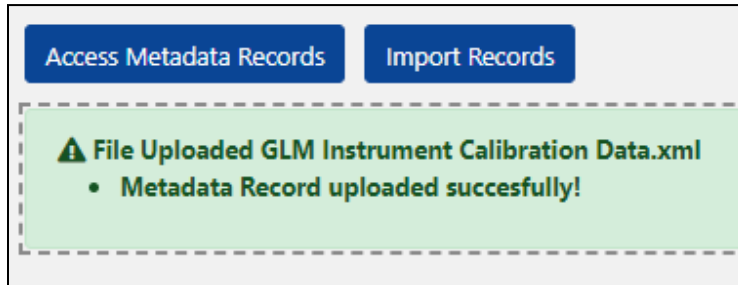 Access Metadata Records Import Records
File Uploaded GLM Instrument Calibration Data.xml
• Metadata Record uploaded succesfully!